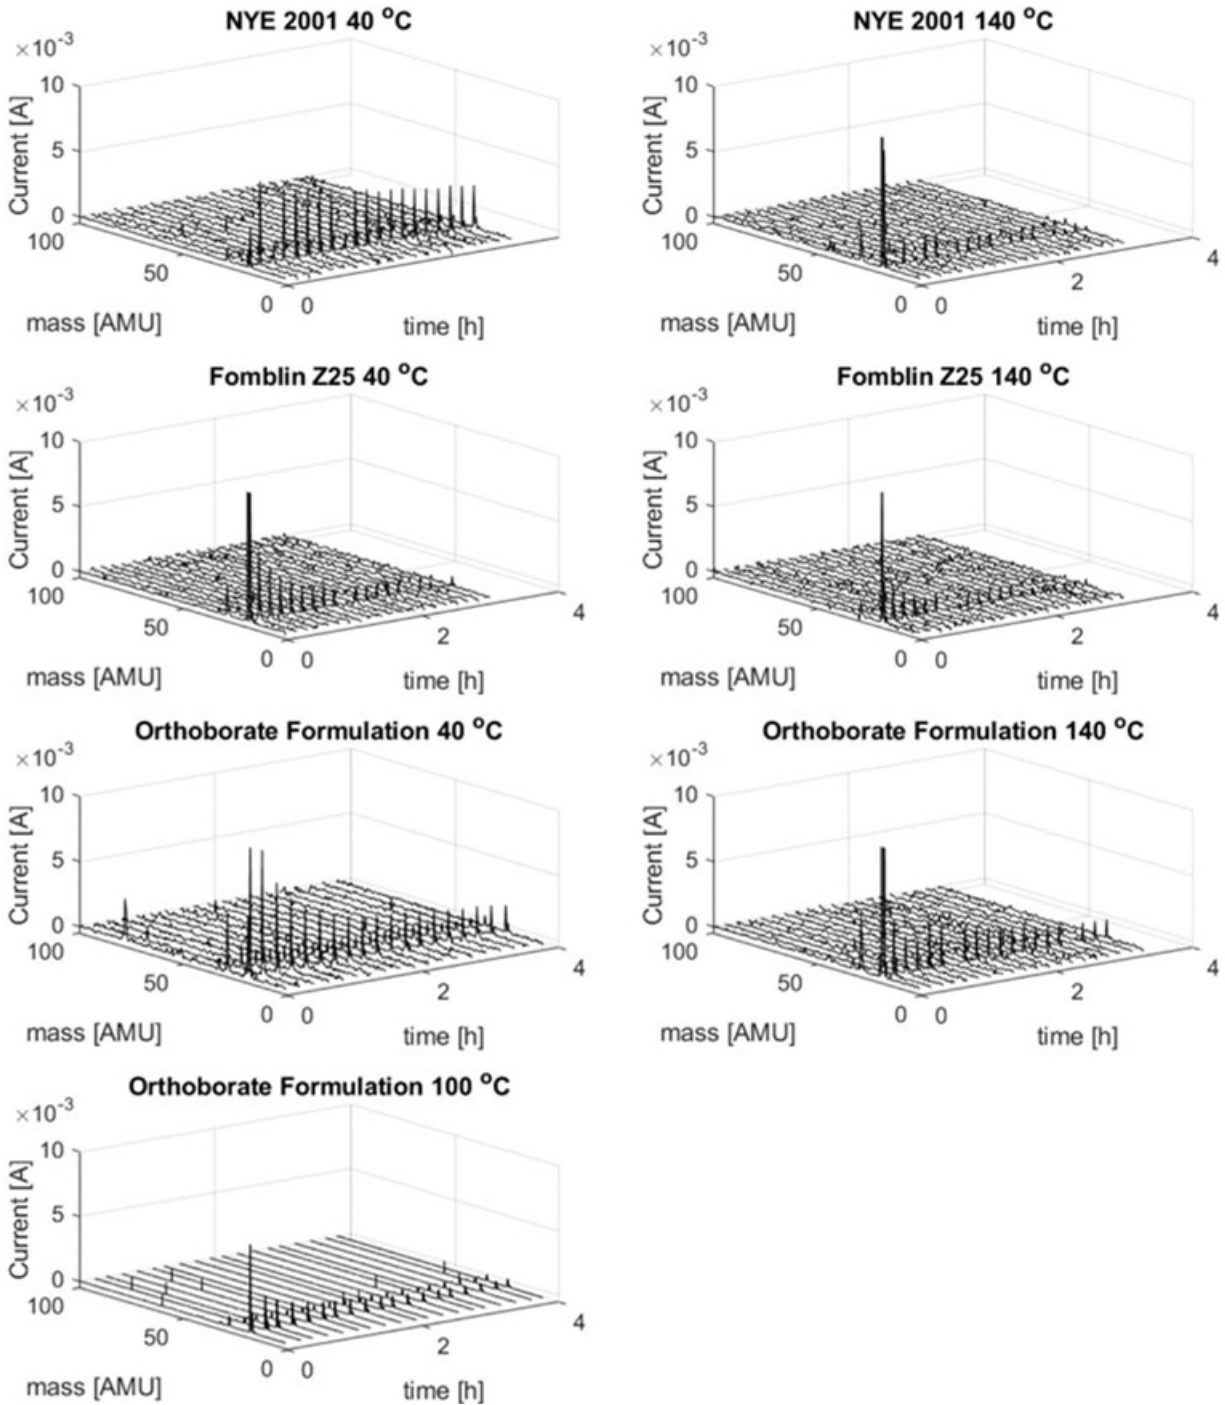 NYE 2001 40 °C
×10-3
10
5
0
Current [A]
100
50
0
mass [AMU]
0
time [h]
NYE 2001 140 °C
×10-3
10
5
0
Current [A]
100
50
0
mass [AMU]
0
2
4
time [h]
Fomblin Z25 40 °C
×10-3
10
5
0
Current [A]
100
50
0
mass [AMU]
0
2
4
time [h]
Fomblin Z25 140 °C
×10-3
10
5
0
Current [A]
100
50
0
mass [AMU]
0
2
4
time [h]
Orthoborate Formulation 40 °C
×10-3
10
5
0
Current [A]
100
50
0
mass [AMU]
0
2
4
time [h]
Orthoborate Formulation 140 °C
×10-3
10
5
0
Current [A]
100
50
0
mass [AMU]
0
2
4
time [h]
Orthoborate Formulation 100 °C
×10-3
10
5
0
Current [A]
100
50
0
mass [AMU]
0
2
4
time [h]